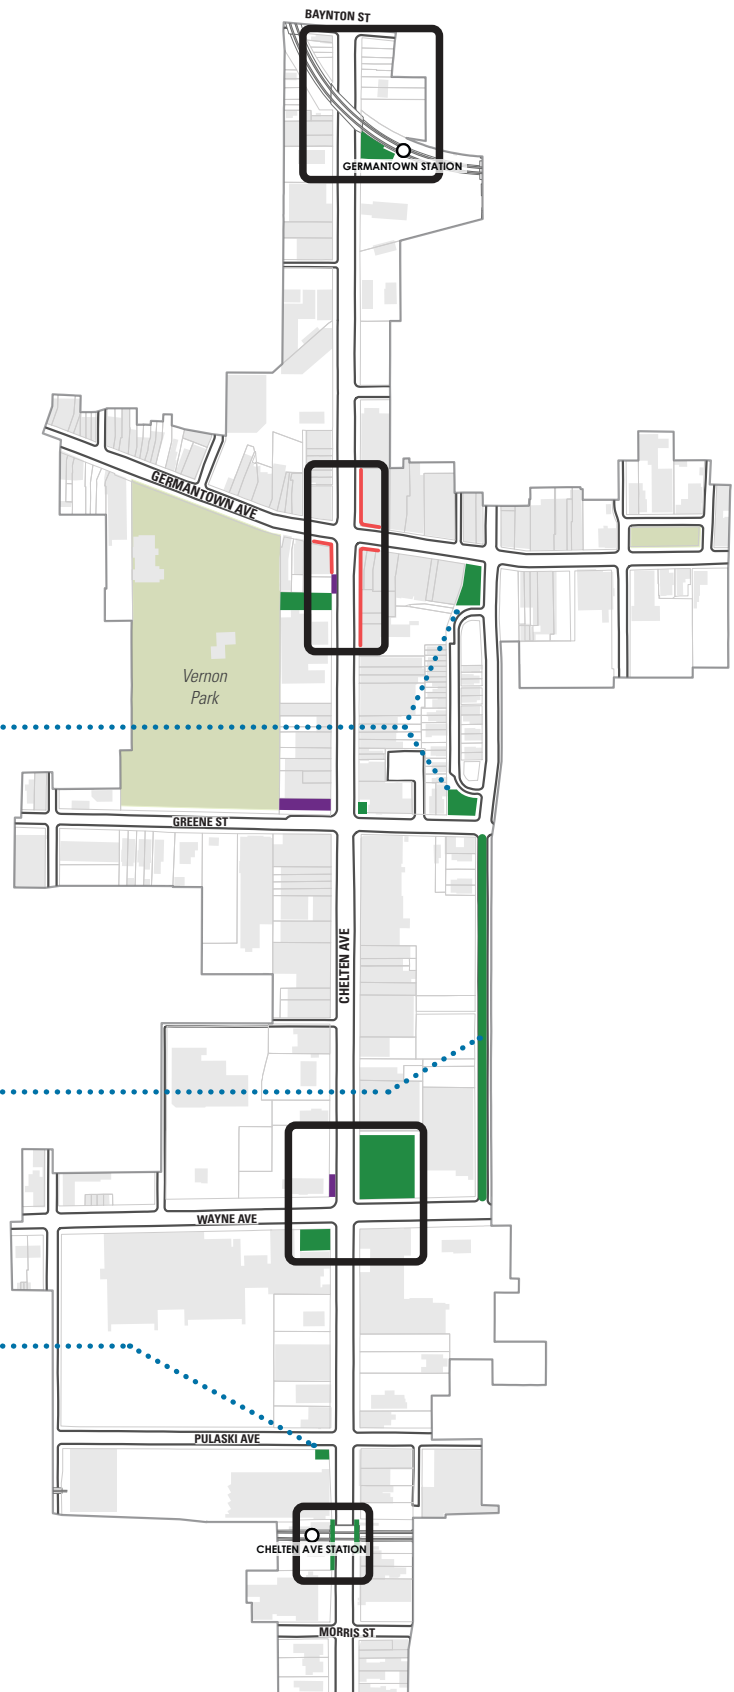 BAYNTON ST
GERMANTOWN STATION
GERMANTOWN AVE
Vernon
Park
GREENE ST
CHELTEN AVE
WAYNE AVE
PULASKI AVE
CHELTEN AVE STATION
MORRIS ST